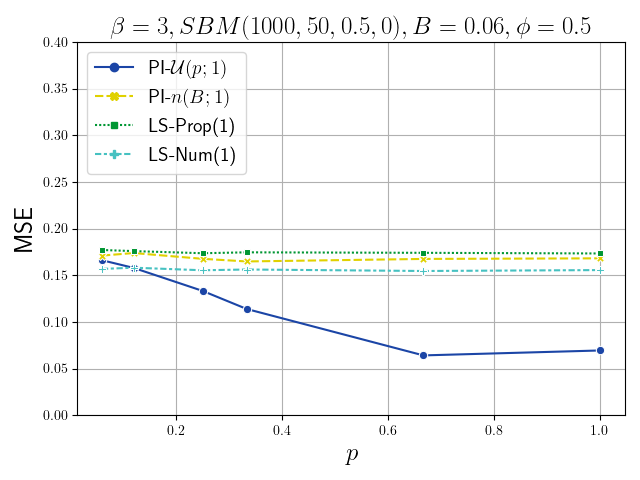 β = 3, SBM(1000, 50, 0.5, 0), B = 0.06, ϕ = 0.5
0.40
0.35
0.30
0.25
0.20
0.15
0.10
0.05
0.00
MSE
PI-𝒰(p; 1)
PI-n(B; 1)
LS-Prop(1)
LS-Num(1)
0.2 0.4 0.6 0.8 1.0
p